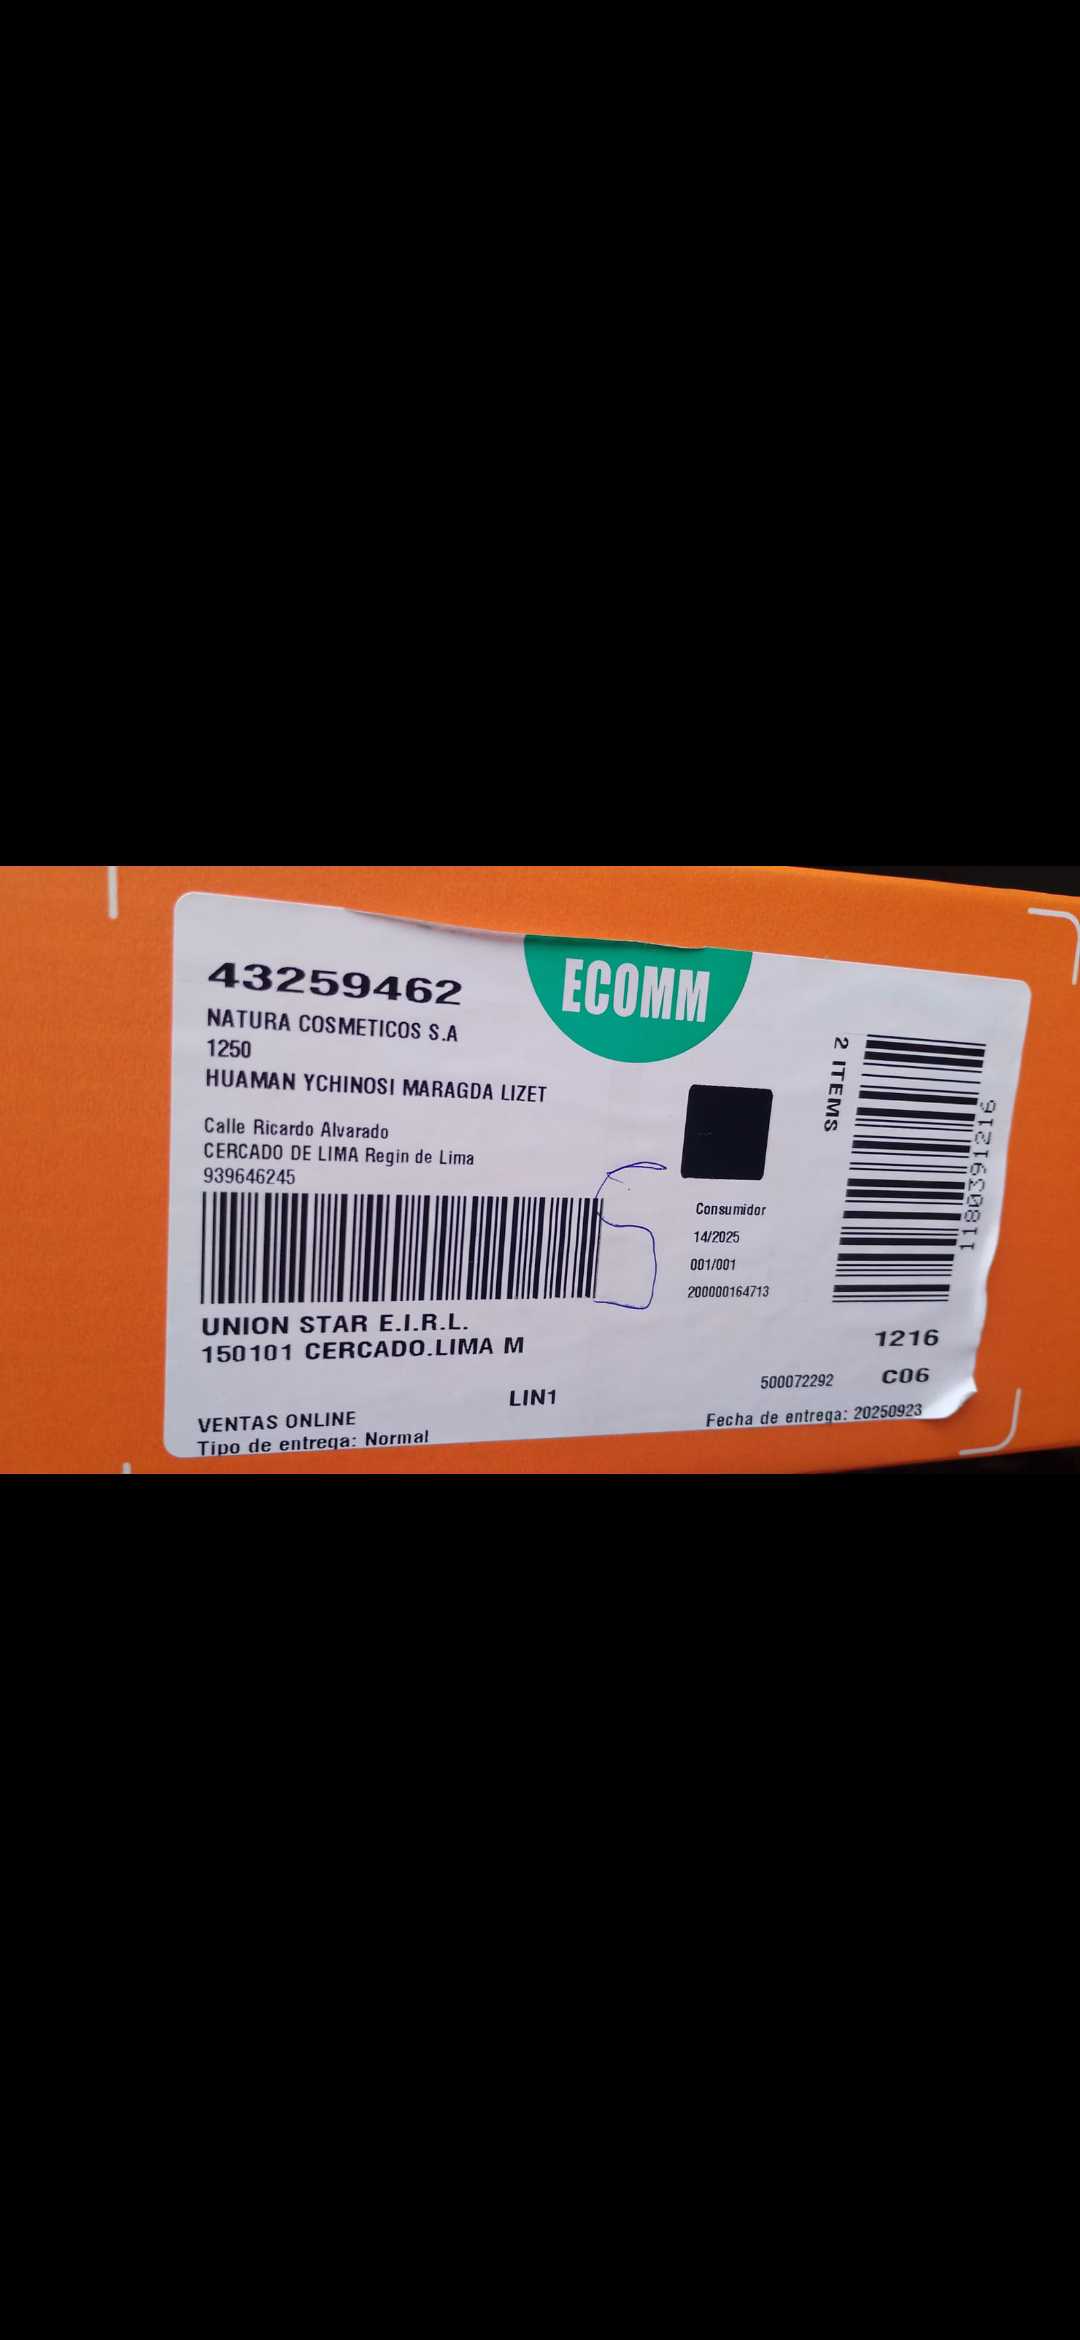 43259462
NATURA COSMETICOS S.A
1250
HUAMAN YCHINOSI MARAGDA LIZET
Calle Ricardo Alvarado
CERCADO DE LIMA Regin de Lima
939646245
UNION STAR E.I.R.L.
150101 CERCADO.LIMA M
LIN1
VENTAS ONLINE
Tipo de entrega: Normal
ECOMM
Consumidor
14/2025
001/001
200000164713
2 ITEMS
1180391216
1216
500072292 C06
Fecha de entrega: 20250923